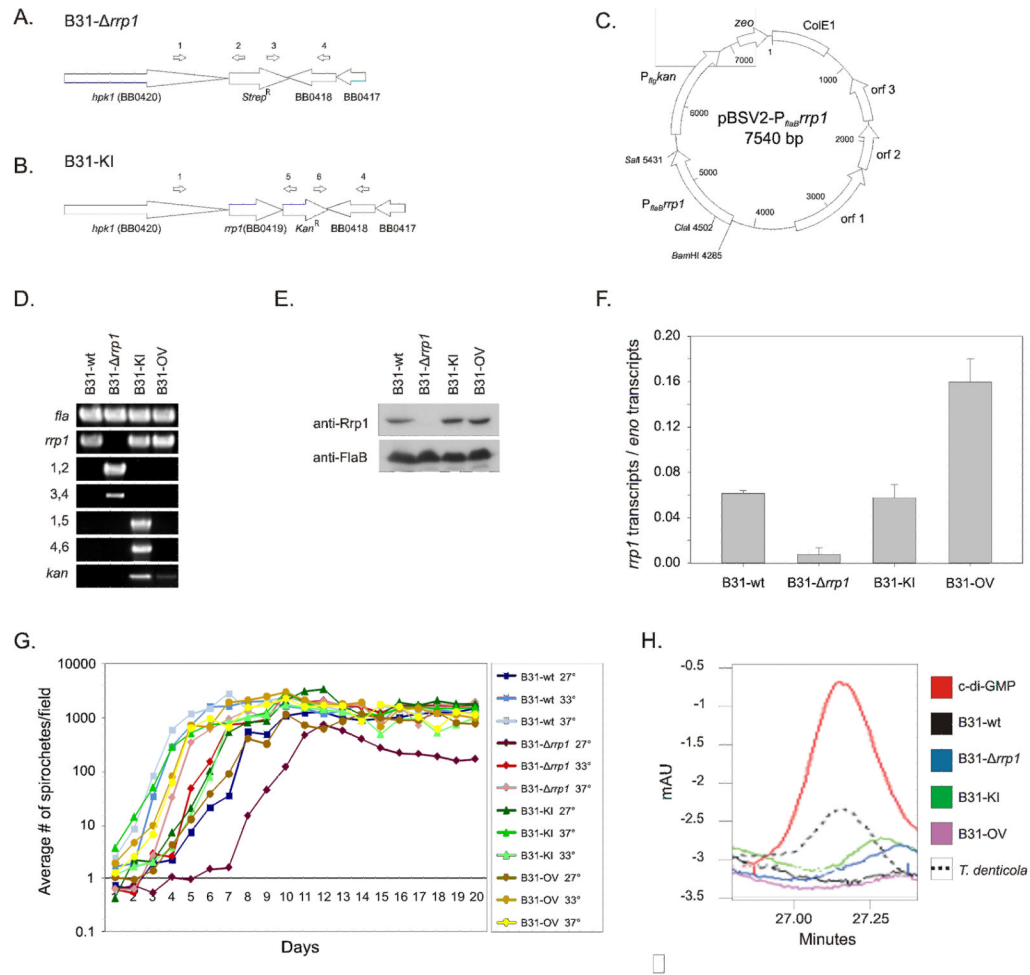 A.
B31-Δrrp1
1 2 3 4
hpk1 (BB0420) Strep^R BB0418 BB0417
B.
B31-KI
1 5 6 4
hpk1 (BB0420) rrp1(BB0419) Kan^R BB0418 BB0417
C.
zeo
ColE1
1
7000
1000
P_flg kan
orf 3
6000
pBSV2-P_flaB rrp1
7540 bp
2000
SalI 5431
orf 2
5000
3000
P_flaB rrp1
4000
orf 1
ClaI 4502
BamHI 4285
D.
B31-wt
B31-Δrrp1
B31-KI
B31-OV
fla
rrp1
1,2
3,4
1,5
4,6
kan
E.
B31-wt
B31-Δrrp1
B31-KI
B31-OV
anti-Rrp1
anti-FlaB
F.
rrp1 transcripts / eno transcripts
0.20
0.16
0.12
0.08
0.04
0.00
B31-wt B31-Δrrp1 B31-KI B31-OV
G.
Average # of spirochetes/field
10000
1000
100
10
1
0.1
1 2 3 4 5 6 7 8 9 10 11 12 13 14 15 16 17 18 19 20
Days
B31-wt 27°
B31-wt 33°
B31-wt 37°
B31-Δrrp1 27°
B31-Δrrp1 33°
B31-Δrrp1 37°
B31-KI 27°
B31-KI 37°
B31-KI 33°
B31-OV 27°
B31-OV 33°
B31-OV 37°
H.
mAU
-0.5
-1
-1.5
-2
-2.5
-3
-3.5
27.00 27.25
Minutes
c-di-GMP
B31-wt
B31-Δrrp1
B31-KI
B31-OV
T. denticola